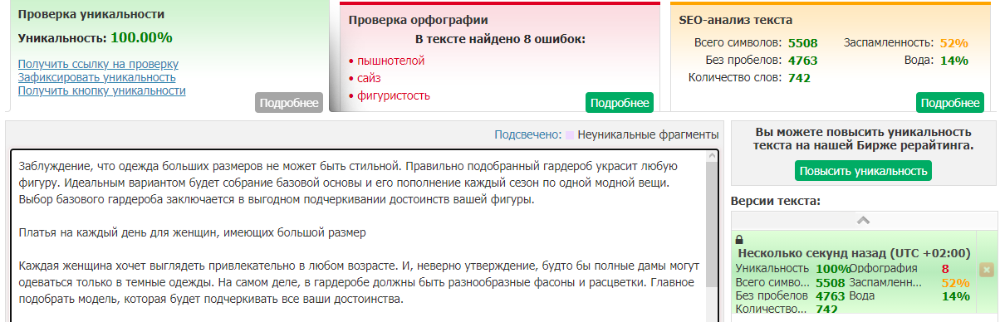 Проверка уникальности
Уникальность: 100.00%
Получить ссылку на проверку
Зафиксировать уникальность
Получить кнопку уникальности
Подробнее
Проверка орфографии
В тексте найдено 8 ошибок:
• пышнотелой
• сайз
• фигуристость
Подробнее
SEO-анализ текста
Всего символов: 5508 Заспамленность: 52%
Без пробелов: 4763 Вода: 14%
Количество слов: 742
Подробнее
Подсвечено: Неуникальные фрагменты
Заблуждение, что одежда больших размеров не может быть стильной. Правильно подобранный гардероб украсит любую
фигуру. Идеальным вариантом будет собрание базовой основы и его пополнение каждый сезон по одной модной вещи.
Выбор базового гардероба заключается в выгодном подчеркивании достоинств вашей фигуры.
Платья на каждый день для женщин, имеющих большой размер
Каждая женщина хочет выглядеть привлекательно в любом возрасте. И, неверно утверждение, будто бы полные дамы могут
одеваться только в темные одежды. На самом деле, в гардеробе должны быть разнообразные фасоны и расцветки. Главное
подобрать модель, которая будет подчеркивать все ваши достоинства.
Вы можете повысить уникальность
текста на нашей Бирже рерайтинга.
Повысить уникальность
Версии текста:
Несколько секунд назад (UTC +02:00)
Уникальность 100% Орфография 8
Всего симво... 5508 Заспамленн... 52%
Без пробелов 4763 Вода 14%
Количество... 742